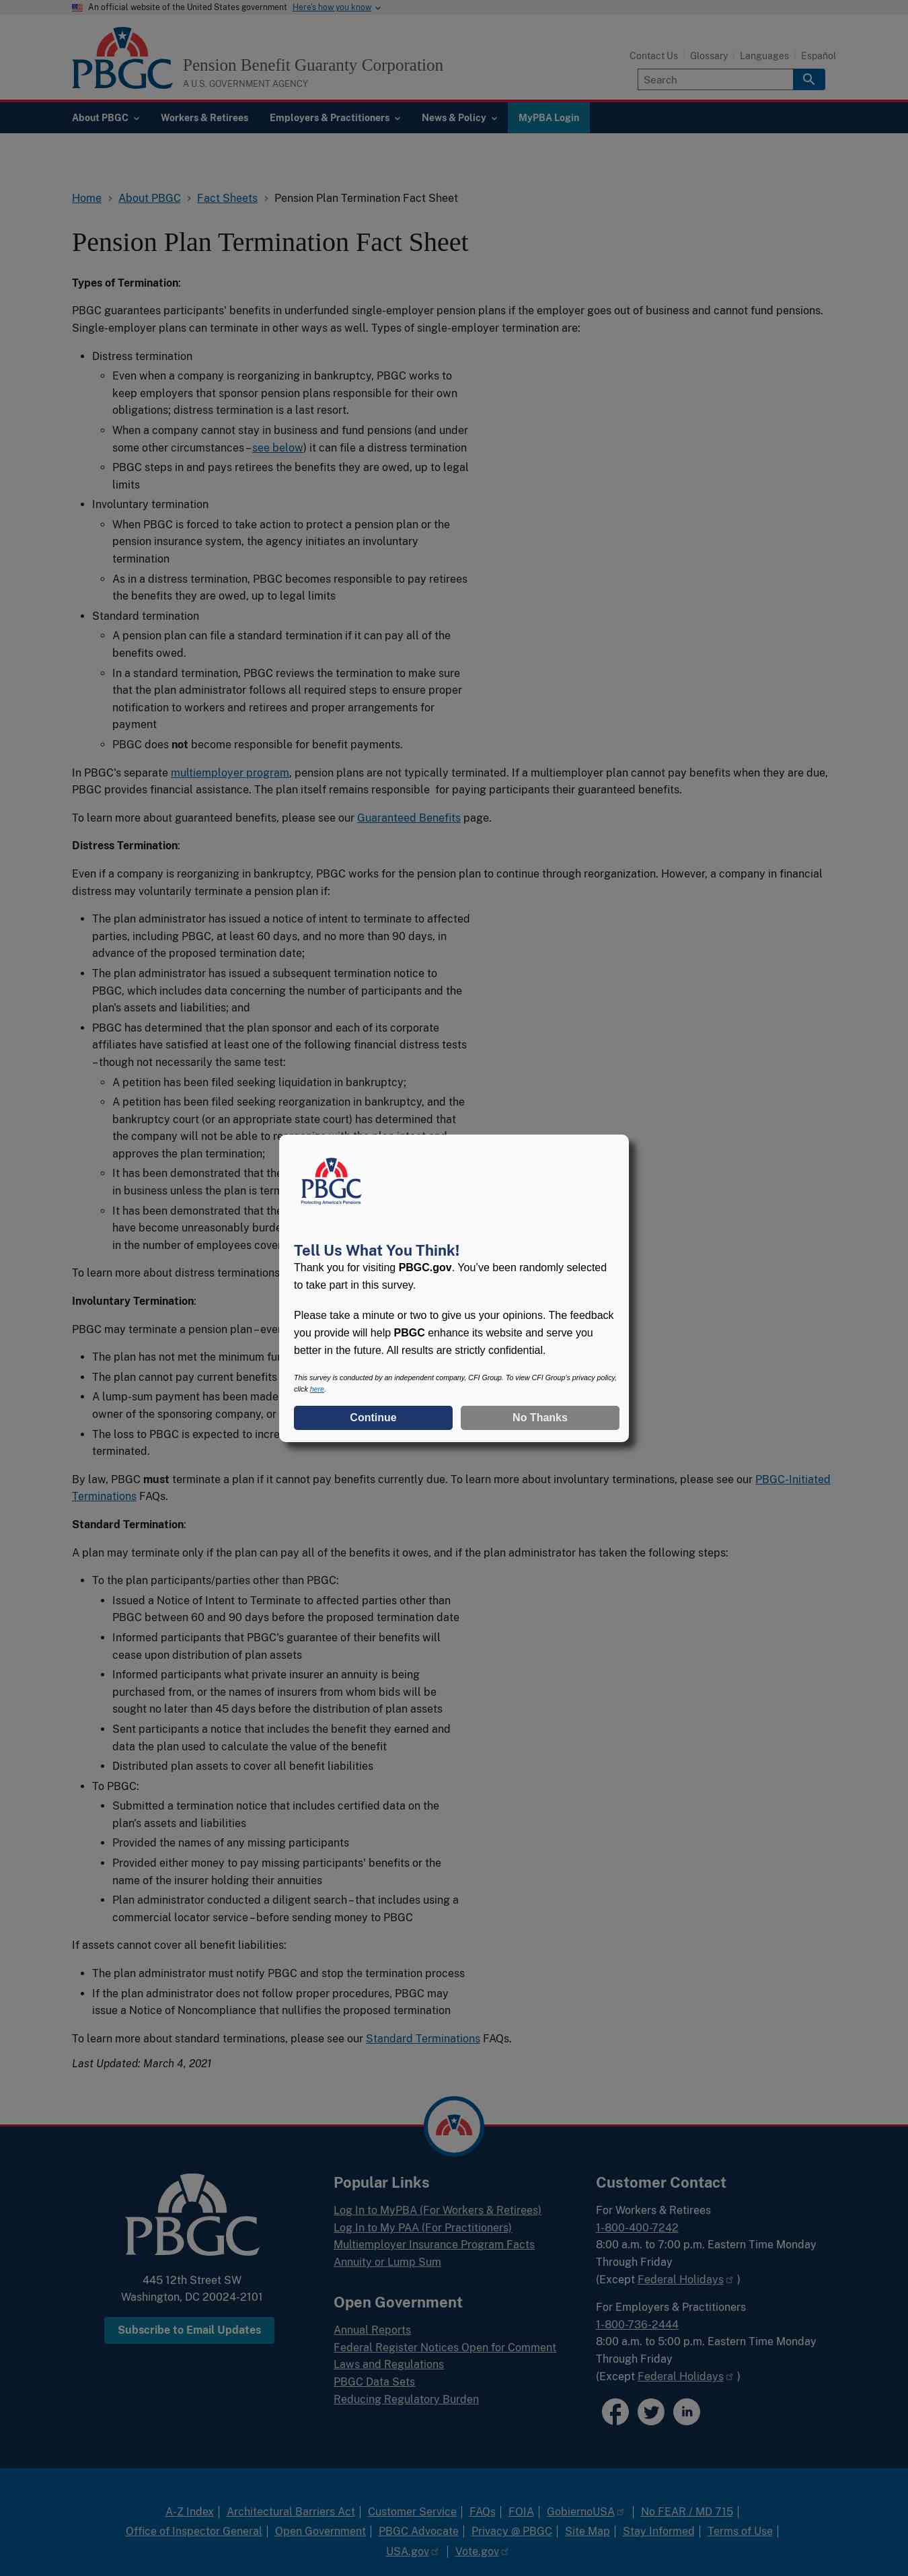 An official website of the United States government Here's how you know
PBGC
Pension Benefit Guaranty Corporation
A U.S. GOVERNMENT AGENCY
Contact Us Glossary Languages Español
Search
About PBGC Workers & Retirees Employers & Practitioners News & Policy MyPBA Login
Home About PBGC Fact Sheets Pension Plan Termination Fact Sheet
Pension Plan Termination Fact Sheet
Types of Termination:
PBGC guarantees participants' benefits in underfunded single-employer pension plans if the employer goes out of business and cannot fund pensions.
Single-employer plans can terminate in other ways as well. Types of single-employer termination are:
Distress termination
Even when a company is reorganizing in bankruptcy, PBGC works to
keep employers that sponsor pension plans responsible for their own
obligations; distress termination is a last resort.
When a company cannot stay in business and fund pensions (and under
some other circumstances–see below) it can file a distress termination
PBGC steps in and pays retirees the benefits they are owed, up to legal
limits
Involuntary termination
When PBGC is forced to take action to protect a pension plan or the
pension insurance system, the agency initiates an involuntary
termination
As in a distress termination, PBGC becomes responsible to pay retirees
the benefits they are owed, up to legal limits
Standard termination
A pension plan can file a standard termination if it can pay all of the
benefits owed.
In a standard termination, PBGC reviews the termination to make sure
that the plan administrator follows all required steps to ensure proper
notification to workers and retirees and proper arrangements for
payment
PBGC does not become responsible for benefit payments.
In PBGC's separate multiemployer program, pension plans are not typically terminated. If a multiemployer plan cannot pay benefits when they are due,
PBGC provides financial assistance. The plan itself remains responsible for paying participants their guaranteed benefits.
To learn more about guaranteed benefits, please see our Guaranteed Benefits page.
Distress Termination:
Even if a company is reorganizing in bankruptcy, PBGC works for the pension plan to continue through reorganization. However, a company in financial
distress may voluntarily terminate a pension plan if:
The plan administrator has issued a notice of intent to terminate to affected
parties, including PBGC, at least 60 days, and no more than 90 days, in
advance of the proposed termination date;
The plan administrator has issued a subsequent termination notice to
PBGC, which includes data concerning the number of participants and the
plan's assets and liabilities; and
PBGC has determined that the plan sponsor and each of its corporate
affiliates have satisfied at least one of the following financial distress tests
–though not necessarily the same test:
A petition has been filed seeking liquidation in bankruptcy;
A petition has been filed seeking reorganization in bankruptcy, and the
bankruptcy court (or an appropriate state court) has determined that
the company will not be able to reorganize with the plan intact and
approves the plan termination;
It has been demonstrated that the
in business unless the plan is term
It has been demonstrated that the
have become unreasonably burde
in the number of employees cover
To learn more about distress terminations
Involuntary Termination:
PBGC may terminate a pension plan–eve
The plan has not met the minimum fu
The plan cannot pay current benefits
A lump-sum payment has been made
owner of the sponsoring company, or
The loss to PBGC is expected to incre
terminated.
PBGC
Protecting America's Pensions
Tell Us What You Think!
Thank you for visiting PBGC.gov. You've been randomly selected
to take part in this survey.
Please take a minute or two to give us your opinions. The feedback
you provide will help PBGC enhance its website and serve you
better in the future. All results are strictly confidential.
This survey is conducted by an independent company, CFI Group. To view CFI Group's privacy policy,
click here.
Continue No Thanks
By law, PBGC must terminate a plan if it cannot pay benefits currently due. To learn more about involuntary terminations, please see our PBGC-Initiated
Terminations FAQs.
Standard Termination:
A plan may terminate only if the plan can pay all of the benefits it owes, and if the plan administrator has taken the following steps:
To the plan participants/parties other than PBGC:
Issued a Notice of Intent to Terminate to affected parties other than
PBGC between 60 and 90 days before the proposed termination date
Informed participants that PBGC's guarantee of their benefits will
cease upon distribution of plan assets
Informed participants what private insurer an annuity is being
purchased from, or the names of insurers from whom bids will be
sought no later than 45 days before the distribution of plan assets
Sent participants a notice that includes the benefit they earned and
data the plan used to calculate the value of the benefit
Distributed plan assets to cover all benefit liabilities
To PBGC:
Submitted a termination notice that includes certified data on the
plan's assets and liabilities
Provided the names of any missing participants
Provided either money to pay missing participants' benefits or the
name of the insurer holding their annuities
Plan administrator conducted a diligent search–that includes using a
commercial locator service–before sending money to PBGC
If assets cannot cover all benefit liabilities:
The plan administrator must notify PBGC and stop the termination process
If the plan administrator does not follow proper procedures, PBGC may
issue a Notice of Noncompliance that nullifies the proposed termination
To learn more about standard terminations, please see our Standard Terminations FAQs.
Last Updated: March 4, 2021
PBGC
445 12th Street SW
Washington, DC 20024-2101
Subscribe to Email Updates
Popular Links
Log In to MyPBA (For Workers & Retirees)
Log In to My PAA (For Practitioners)
Multiemployer Insurance Program Facts
Annuity or Lump Sum
Open Government
Annual Reports
Federal Register Notices Open for Comment
Laws and Regulations
PBGC Data Sets
Reducing Regulatory Burden
Customer Contact
For Workers & Retirees
1-800-400-7242
8:00 a.m. to 7:00 p.m. Eastern Time Monday
Through Friday
(Except Federal Holidays )
For Employers & Practitioners
1-800-736-2444
8:00 a.m. to 5:00 p.m. Eastern Time Monday
Through Friday
(Except Federal Holidays )
in
A-Z Index Architectural Barriers Act Customer Service FAQs FOIA GobiernoUSA No FEAR / MD 715
Office of Inspector General Open Government PBGC Advocate Privacy @ PBGC Site Map Stay Informed Terms of Use
USA.gov Vote.gov